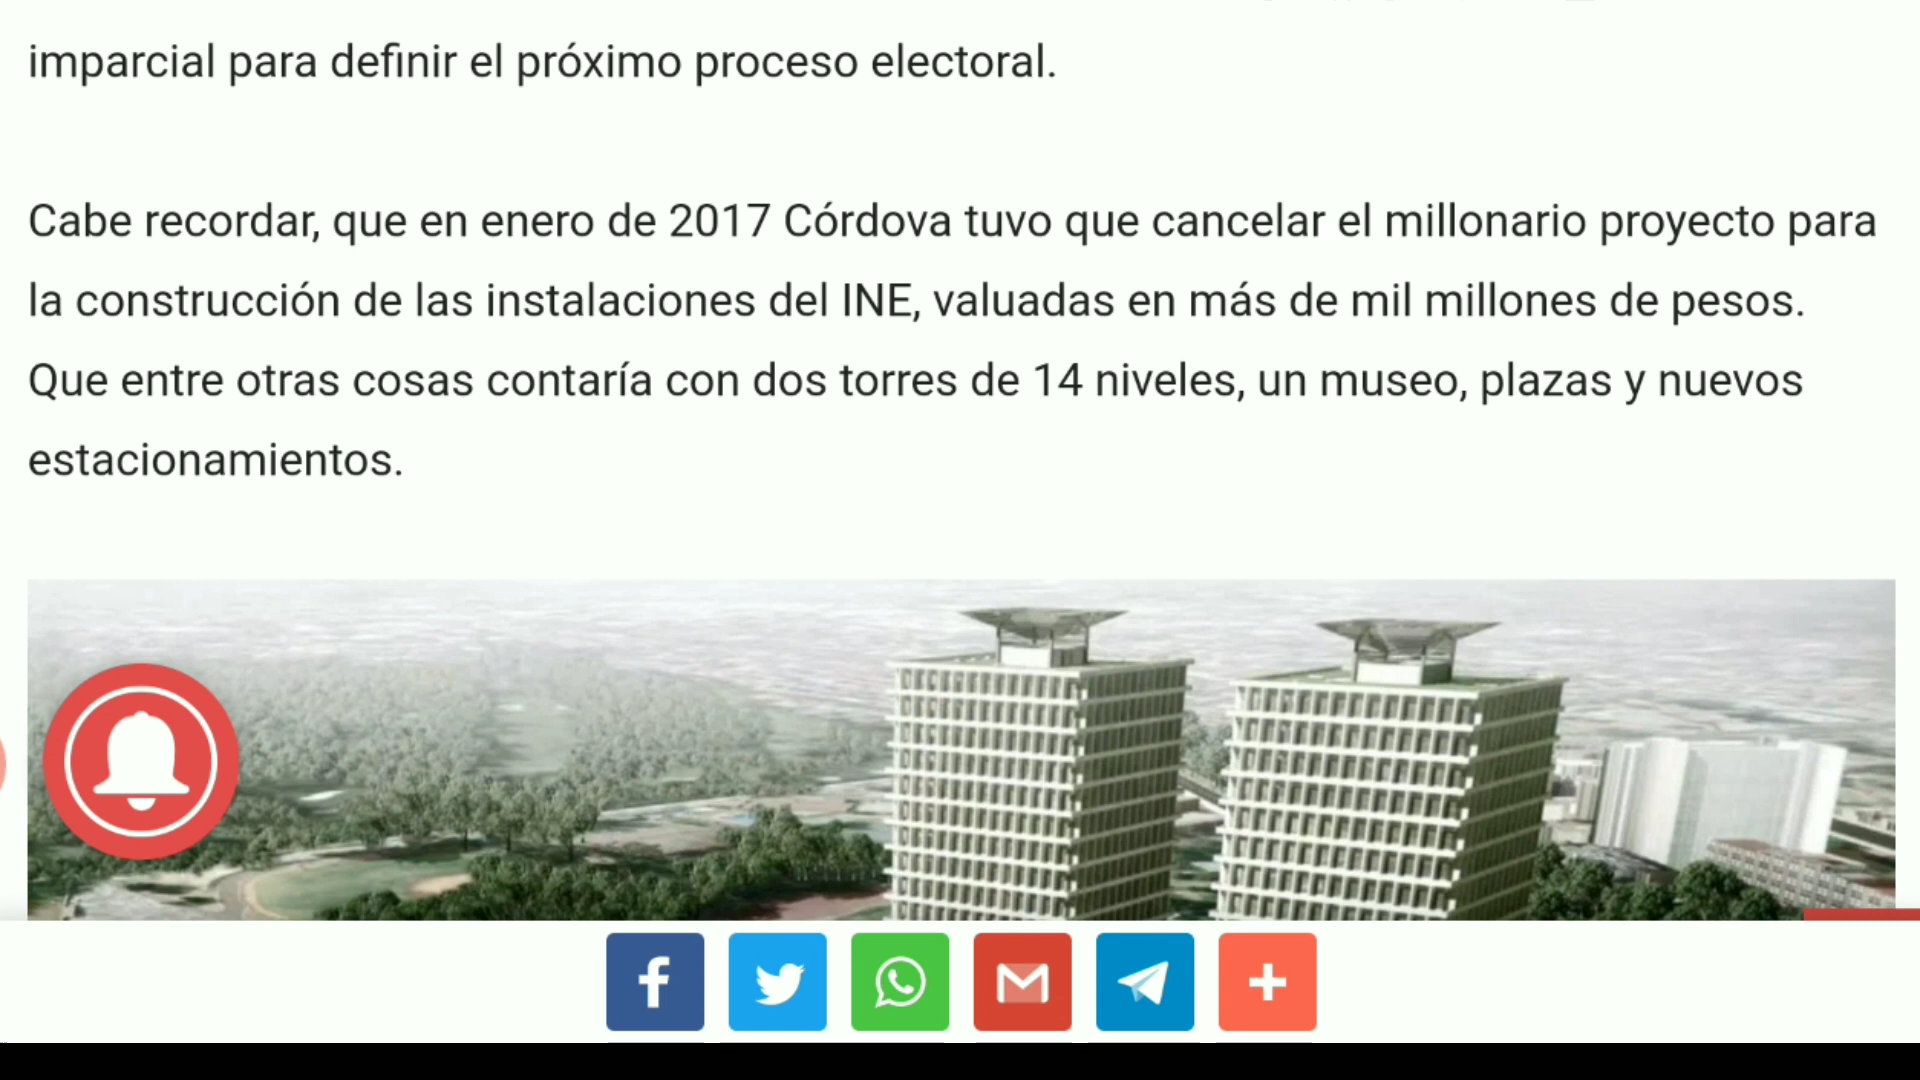 imparcial para definir el próximo proceso electoral.
Cabe recordar, que en enero de 2017 Córdova tuvo que cancelar el millonario proyecto para
la construcción de las instalaciones del INE, valuadas en más de mil millones de pesos.
Que entre otras cosas contaría con dos torres de 14 niveles, un museo, plazas y nuevos
estacionamientos.